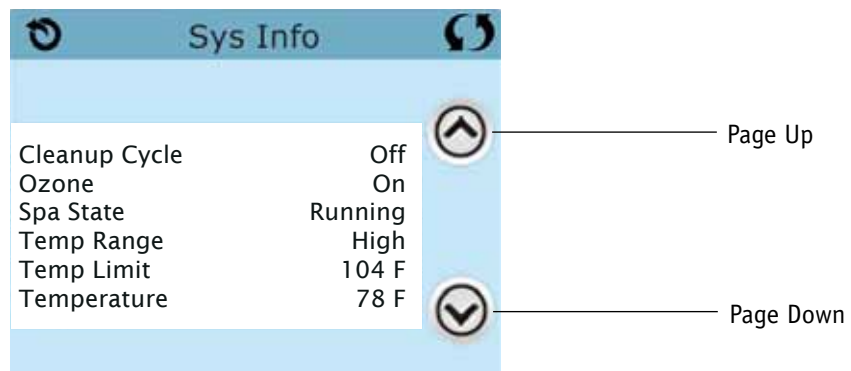 Sys Info
Page Up
Cleanup Cycle Off
Ozone On
Spa State Running
Temp Range High
Temp Limit 104 F
Temperature 78 F
Page Down